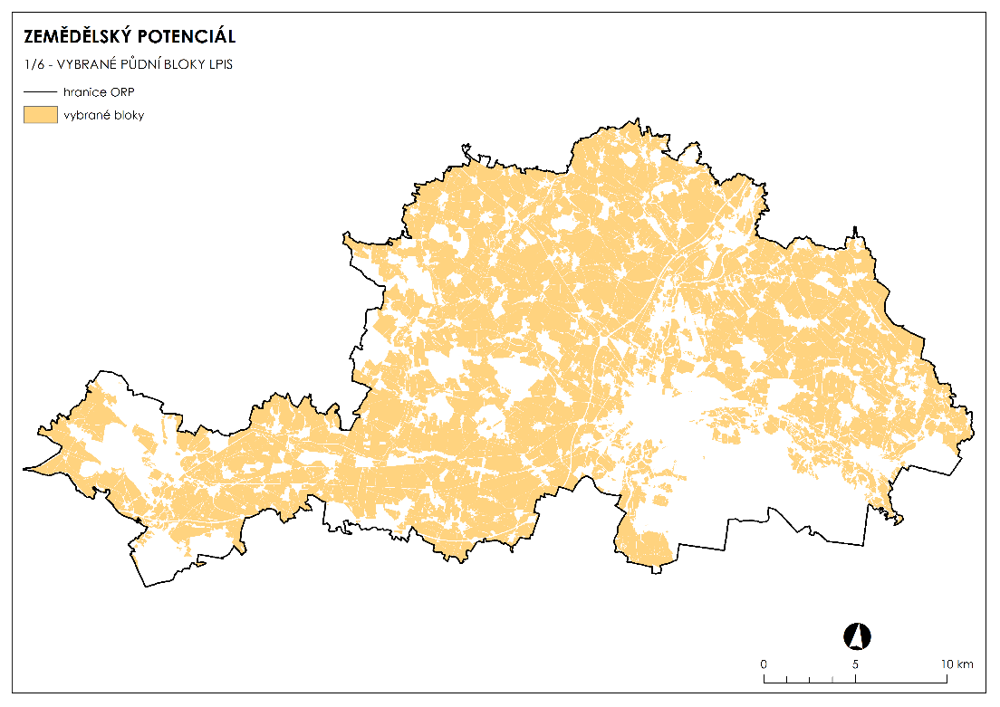 ZEMĚDĚLSKÝ POTENCIÁL
1/6 - VYBRANÉ PŮDNÍ BLOKY LPIS
hranice ORP
vybrané bloky
0 5 10 km